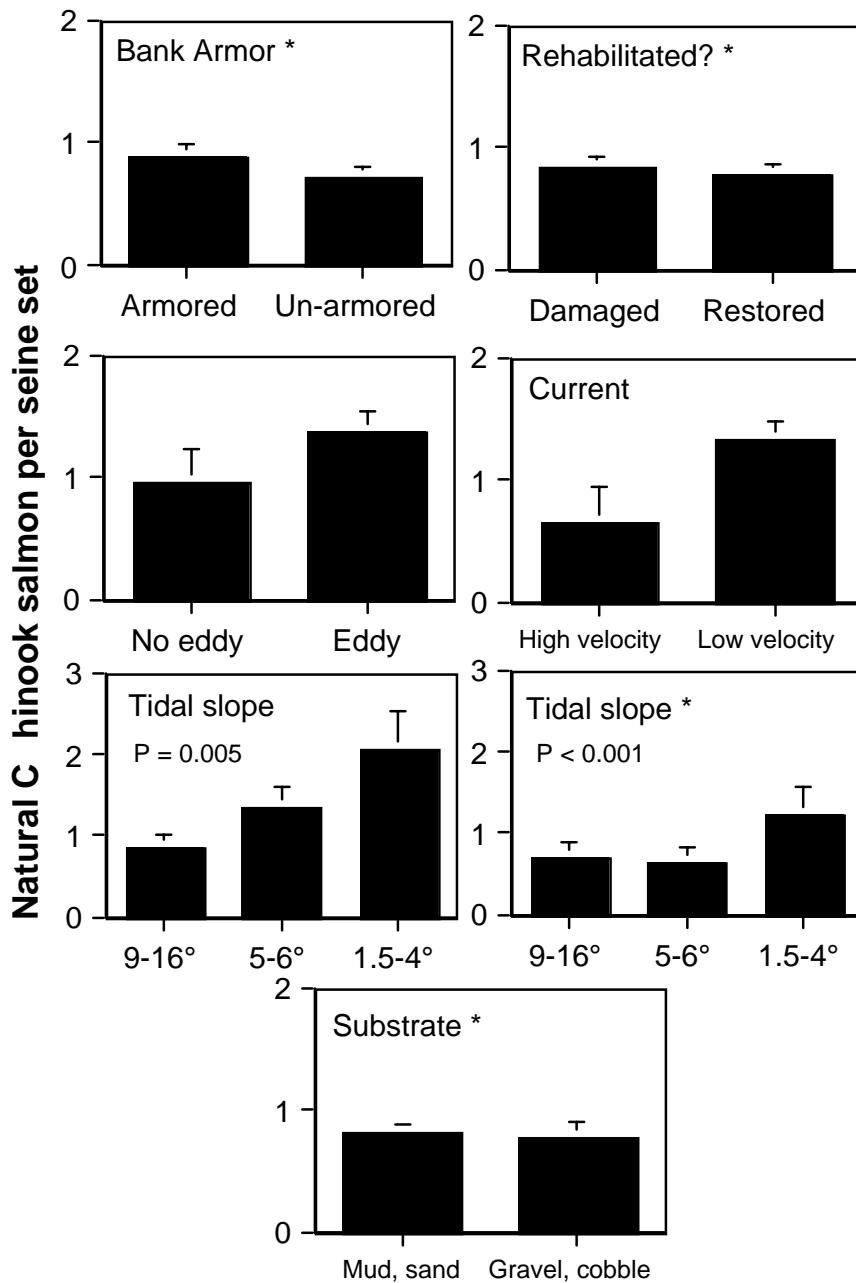 Natural C hinook salmon per seine set
2
1
0
Bank Armor *
Armored Un-armored
2
1
0
Rehabilitated? *
Damaged Restored
2
1
0
No eddy Eddy
2
1
0
Current
High velocity Low velocity
3
2
1
0
Tidal slope
P = 0.005
9-16° 5-6° 1.5-4°
3
2
1
0
Tidal slope *
P < 0.001
9-16° 5-6° 1.5-4°
2
1
0
Substrate *
Mud, sand Gravel, cobble